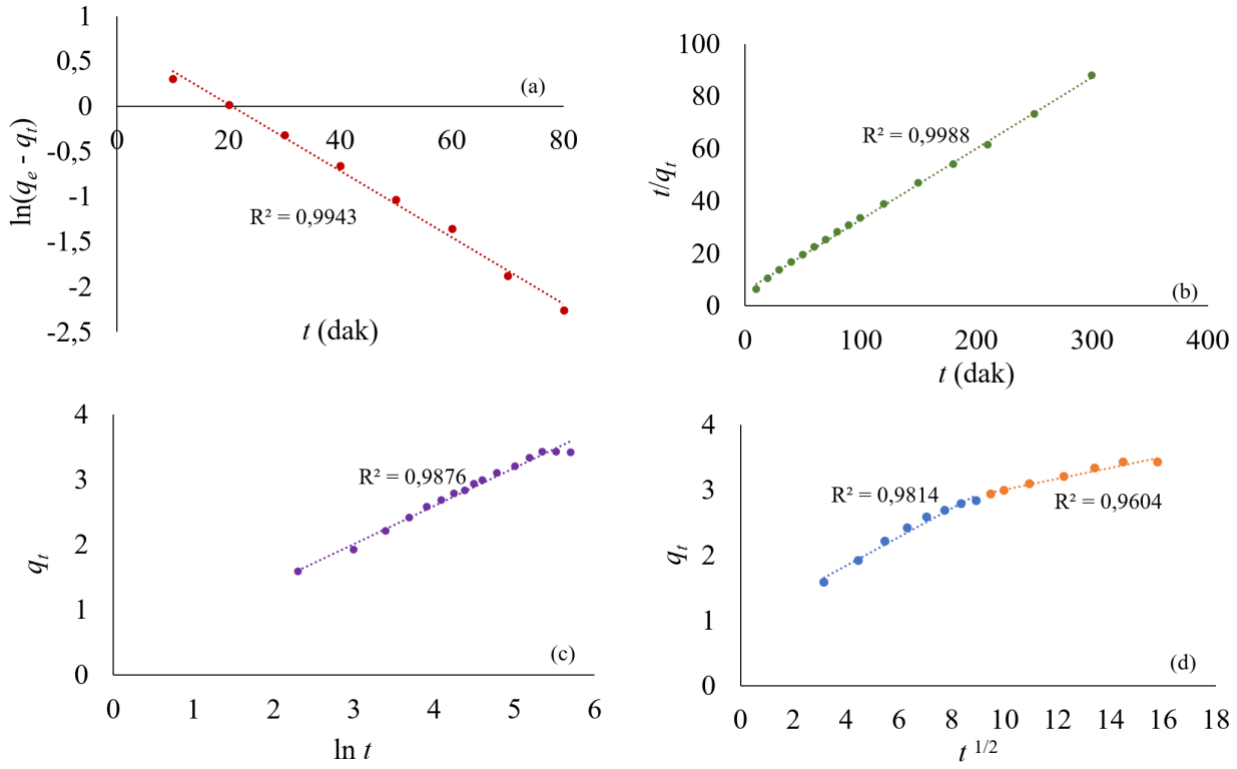 1
0,5
0
-0,5
-1
-1,5
-2
-2,5
0 20 40 60 80
ln(qₑ - qₜ)
t (dak)
R² = 0,9943
(a)
100
80
60
40
20
0
0 100 200 300 400
t/qₜ
t (dak)
R² = 0,9988
(b)
4
3
2
1
0
0 1 2 3 4 5 6
qₜ
ln t
R² = 0,9876
(c)
4
3
2
1
0
0 2 4 6 8 10 12 14 16 18
qₜ
t ^1/2
R² = 0,9814
R² = 0,9604
(d)